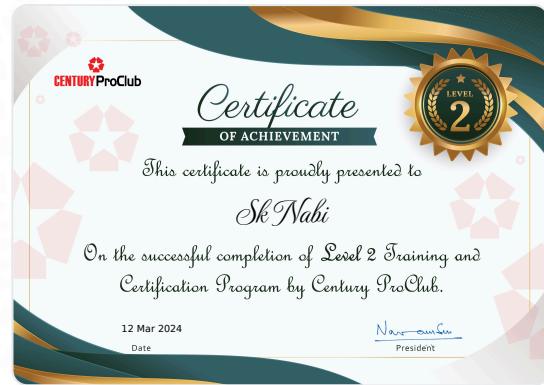 CENTURY ProClub
Certificate
OF ACHIEVEMENT
LEVEL
2
This certificate is proudly presented to
Sk Nabi
On the successful completion of Level 2 Training and
Certification Program by Century ProClub.
12 Mar 2024
Date
President